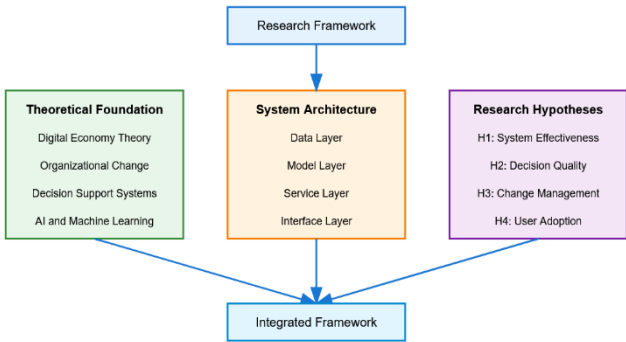 Research Framework
Theoretical Foundation
Digital Economy Theory
Organizational Change
Decision Support Systems
AI and Machine Learning
System Architecture
Data Layer
Model Layer
Service Layer
Interface Layer
Research Hypotheses
H1: System Effectiveness
H2: Decision Quality
H3: Change Management
H4: User Adoption
Integrated Framework